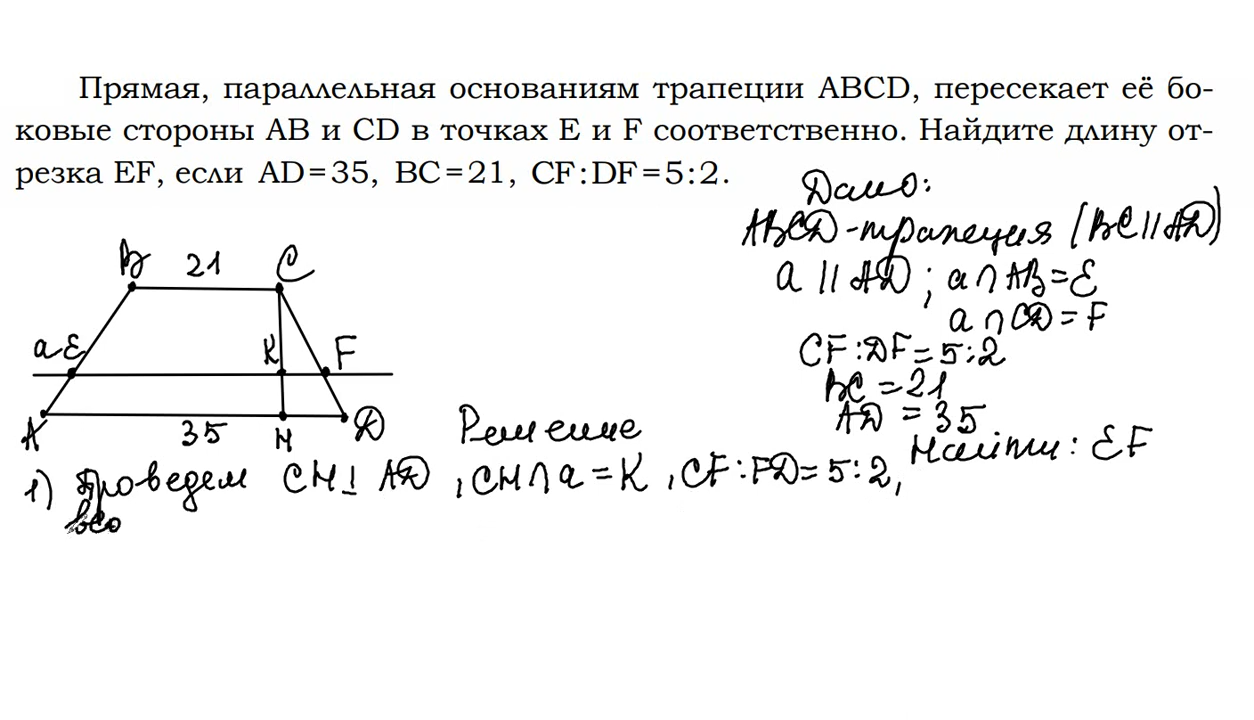 Прямая, параллельная основаниям трапеции ABCD, пересекает её бо-
ковые стороны AB и CD в точках E и F соответственно. Найдите длину от-
резка EF, если AD=35, BC=21, CF:DF=5:2.
Дано:
ABCD-трапеция (BC||AD)
a || AD ; a∩AB=E
a∩CD=F
CF:DF=5:2
BC=21
AD=35
Найти: EF
B 21 C
a E K F
A 35 H D
Решение
1) Проведем CH⊥AD, CH∩a=K, CF:FD=5:2,